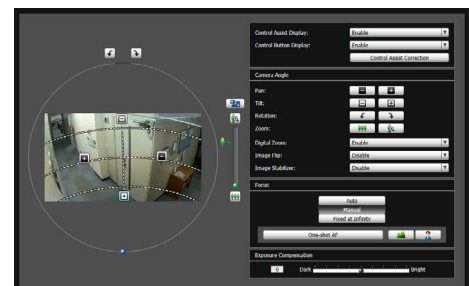 Control Assist Display: Enable
Control Button Display: Enable
Control Assist Correction
Camera Angle
Pan:
Tilt:
Rotation:
Zoom:
Digital Zoom: Enable
Image Flip: Disable
Image Stabilizer: Disable
Focus
Auto
Manual
Fixed at Infinity
One-shot AF
Exposure Compensation
0 Dark Bright